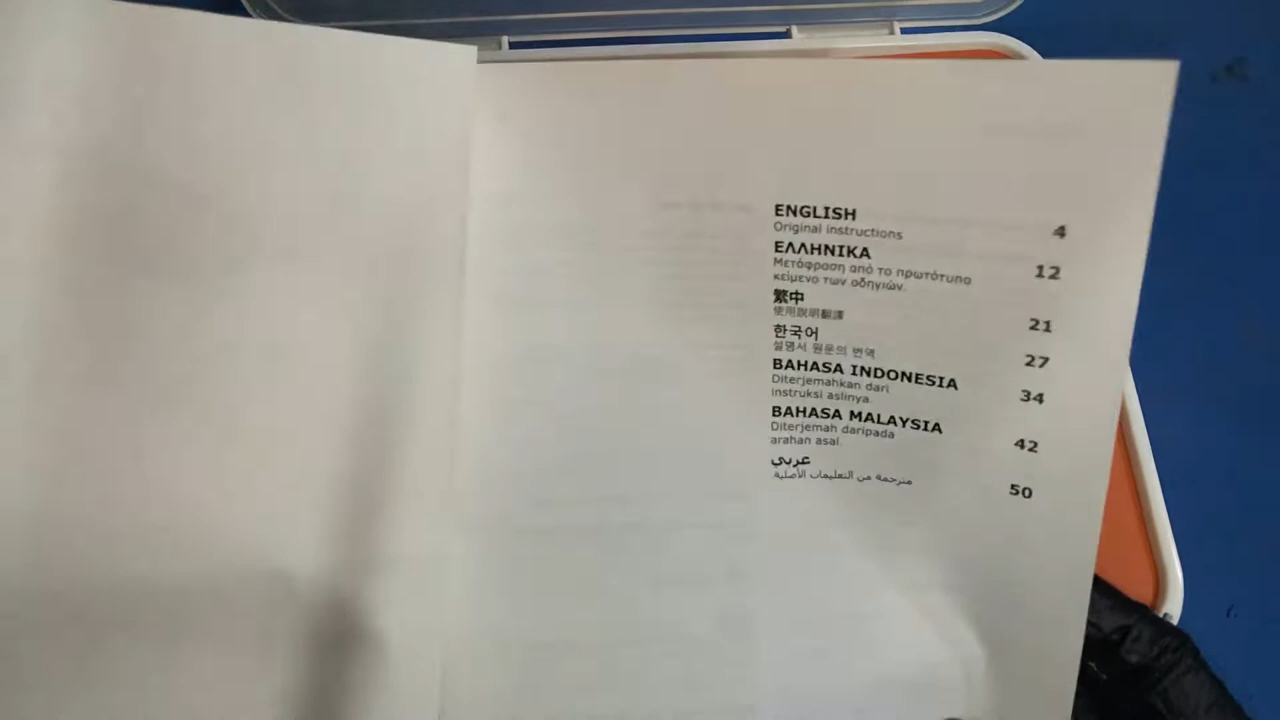 ENGLISH
Original instructions
4
ΕΛΛΗΝΙΚΑ
12
Μετάφραση από το πρωτότυπο
κείμενο των οδηγιών.
繁中
使用說明翻譯
21
한국어
설명서 원문의 번역
27
BAHASA INDONESIA
Diterjemahkan dari
instruksi aslinya.
34
BAHASA MALAYSIA
Diterjemah daripada
arahan asal.
42
عربي
مترجمة من التعليمات الأصلية.
50